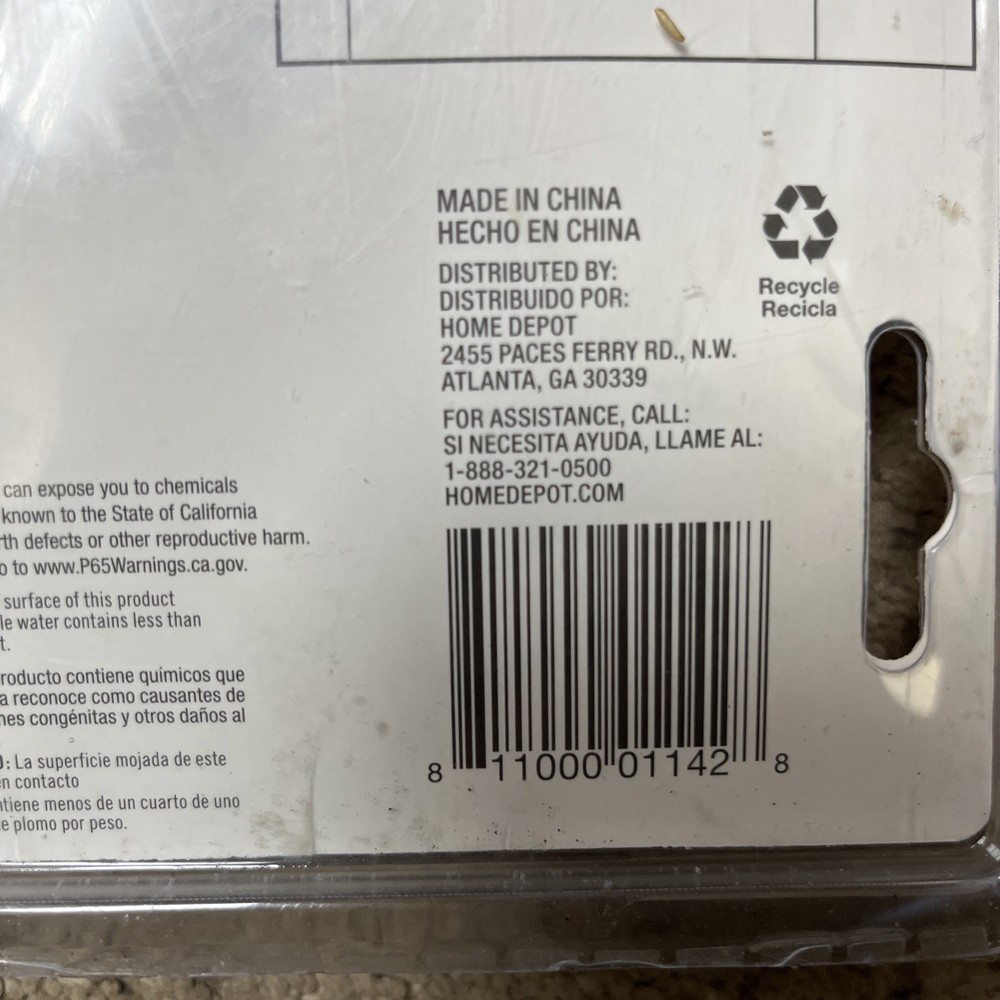 MADE IN CHINA
HECHO EN CHINA
DISTRIBUTED BY:
DISTRIBUIDO POR:
HOME DEPOT
2455 PACES FERRY RD., N.W.
ATLANTA, GA 30339
FOR ASSISTANCE, CALL:
SI NECESITA AYUDA, LLAME AL:
1-888-321-0500
HOMEDEPOT.COM
Recycle
Recicla
can expose you to chemicals
known to the State of California
defects or other reproductive harm.
to www.P65Warnings.ca.gov.
surface of this product
water contains less than
contiene químicos que
reconoce como causantes de
congénitas y otros daños al
La superficie mojada de este
contacto
menos de un cuarto de uno
plomo por peso.
8 11000 01142 8